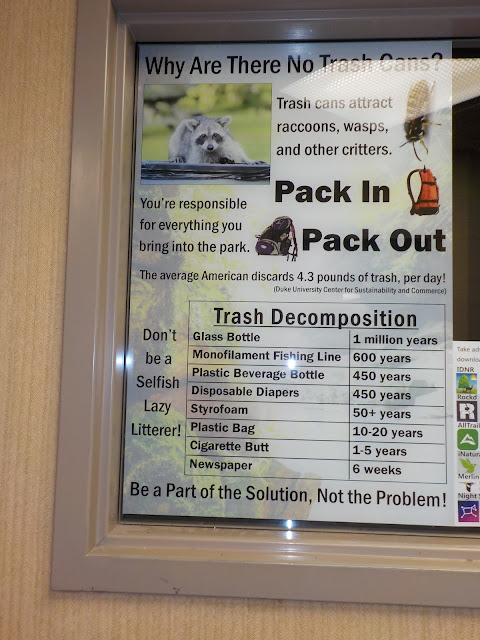 Why Are There No Trash Cans?
Trash cans attract
raccoons, wasps,
and other critters.
Pack In
You're responsible
for everything you
bring into the park.
Pack Out
The average American discards 4.3 pounds of trash, per day!
(Duke University Center for Sustainability and Commerce)
Don't
be a
Selfish
Lazy
Litterer!
Trash Decomposition
Glass Bottle 1 million years
Monofilament Fishing Line 600 years
Plastic Beverage Bottle 450 years
Disposable Diapers 450 years
Styrofoam 50+ years
Plastic Bag 10-20 years
Cigarette Butt 1-5 years
Newspaper 6 weeks
Be a Part of the Solution, Not the Problem!
Take
IDNR
R
Merlin
Night